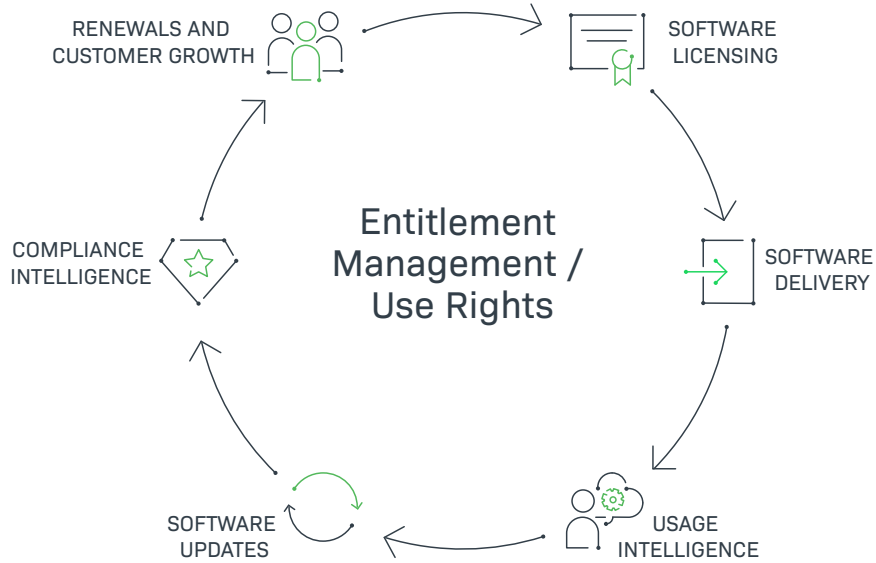 RENEWALS AND
CUSTOMER GROWTH
SOFTWARE
LICENSING
SOFTWARE
DELIVERY
USAGE
INTELLIGENCE
SOFTWARE
UPDATES
COMPLIANCE
INTELLIGENCE
Entitlement
Management /
Use Rights